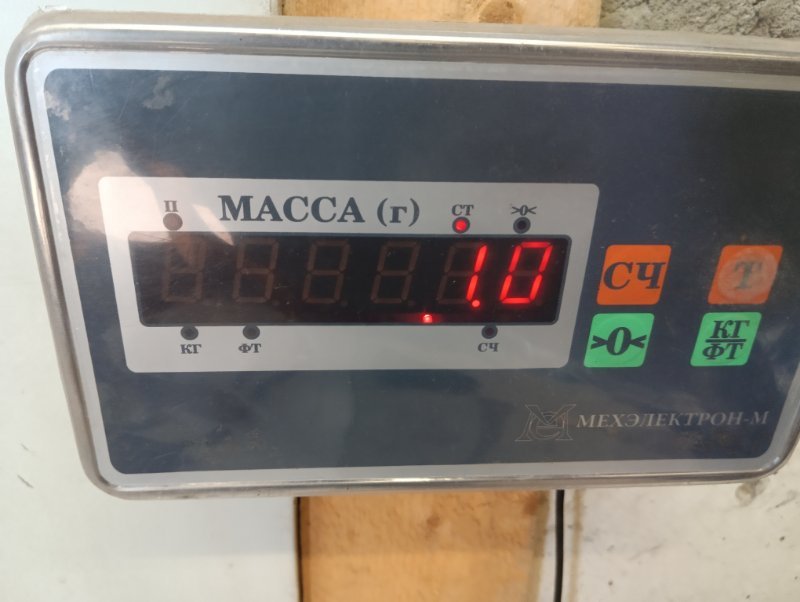 П МАССА (г) СТ >0<
1.0
КГ ФТ СЧ
СЧ Т
>0< КГ
ФТ
МЕХЭЛЕКТРОН-М